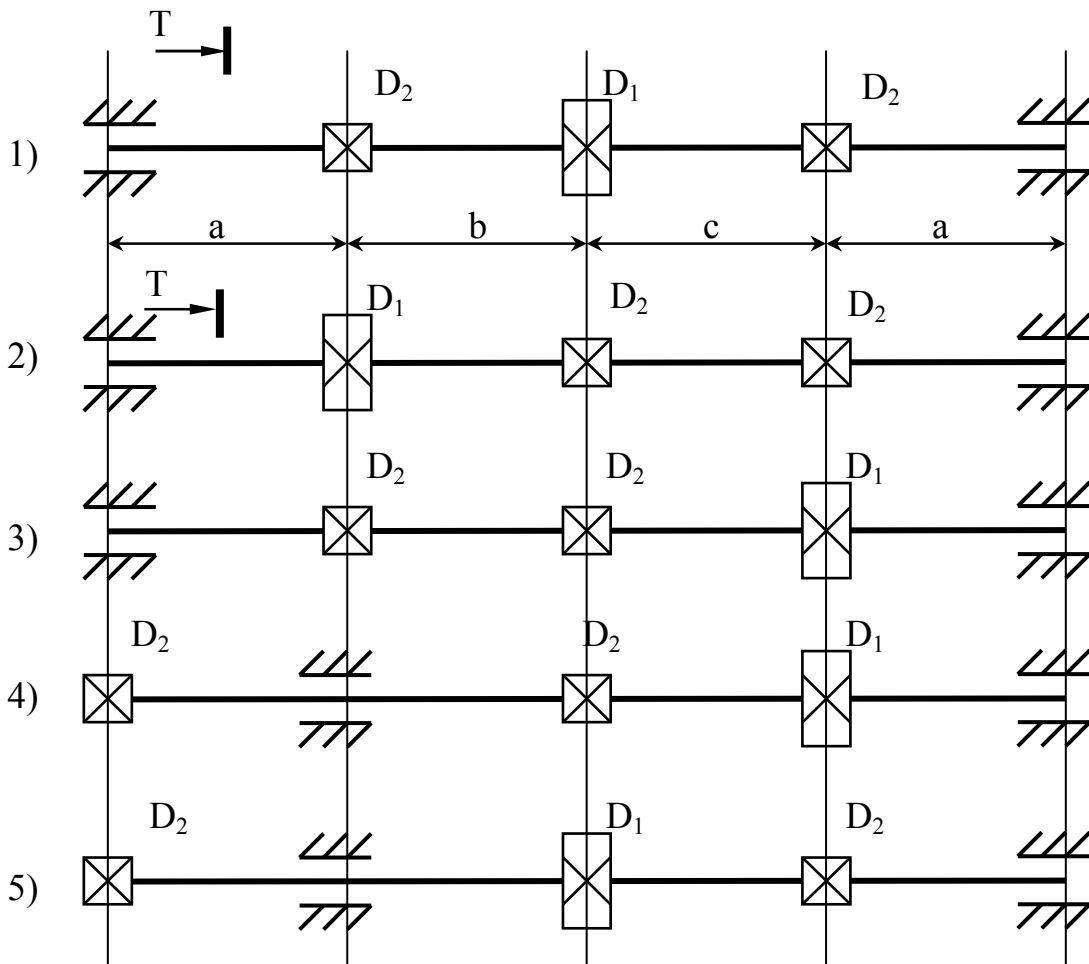 T
D₂ D₁ D₂
1)
a b c a
T D₁ D₂ D₂
2)
D₂ D₂ D₁
3)
D₂ D₂ D₁
4)
D₂ D₁ D₂
5)